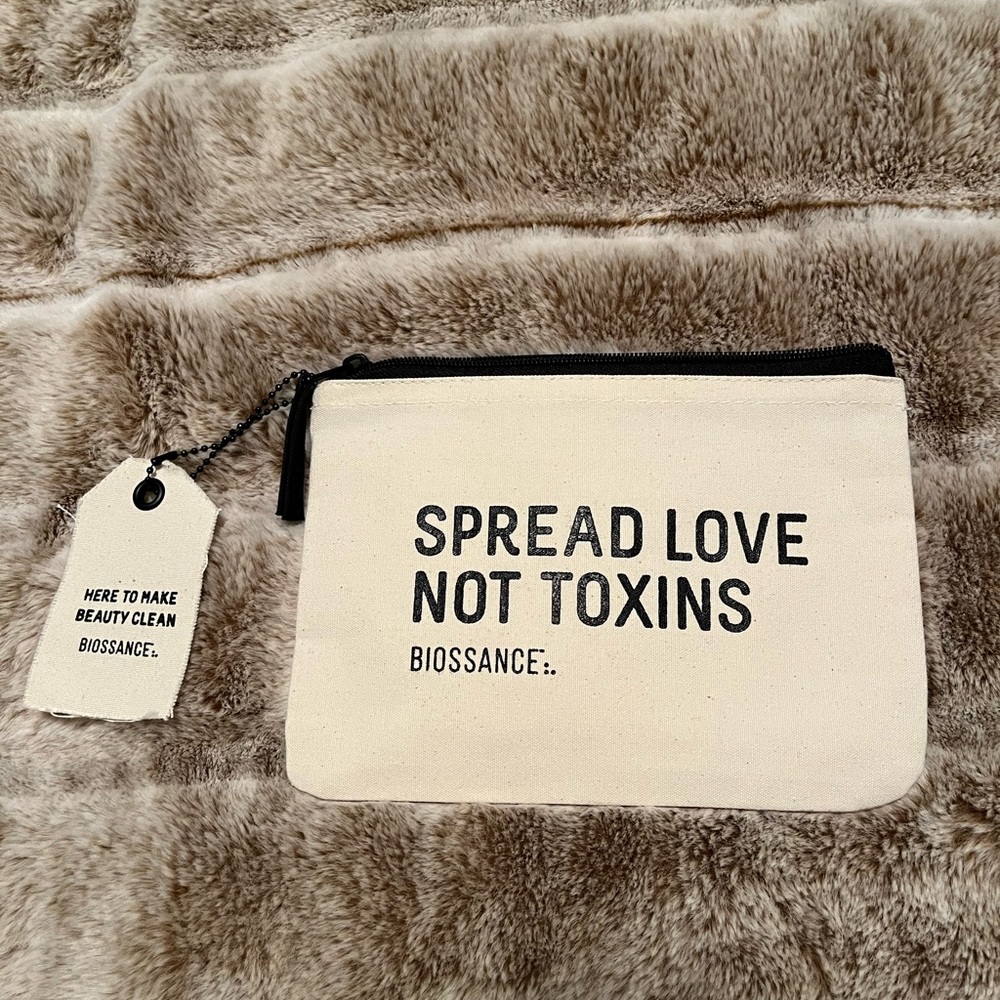 HERE TO MAKE
BEAUTY CLEAN
BIOSSANCE
SPREAD LOVE
NOT TOXINS
BIOSSANCE